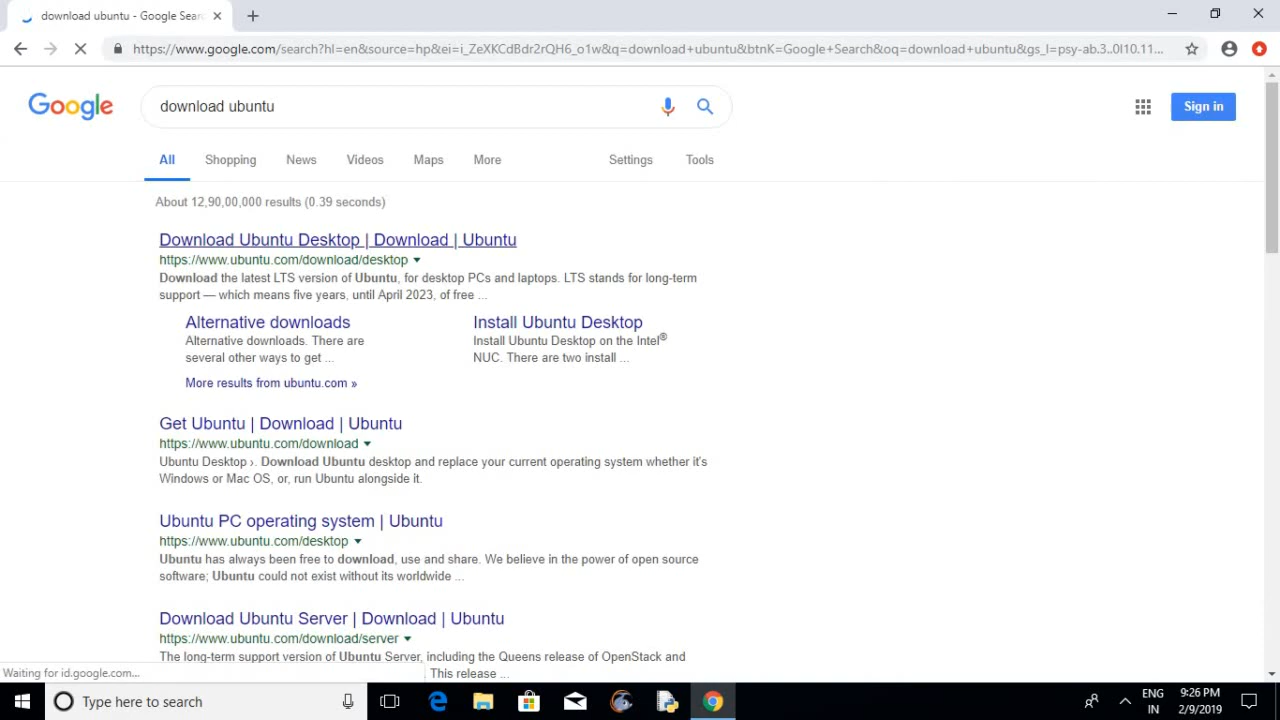 download ubuntu - Google Sear
https://www.google.com/search?hl=en&source=hp&ei=i_ZeXKCdBdr2rQH6_o1w&q=download+ubuntu&btnK=Google+Search&oq=download+ubuntu&gs_l=psy-ab.3..0l10.11...
Google
download ubuntu
Sign in
All Shopping News Videos Maps More Settings Tools
About 12,90,00,000 results (0.39 seconds)
Download Ubuntu Desktop | Download | Ubuntu
https://www.ubuntu.com/download/desktop
Download the latest LTS version of Ubuntu, for desktop PCs and laptops. LTS stands for long-term
support — which means five years, until April 2023, of free ...
Alternative downloads
Alternative downloads. There are
several other ways to get ...
Install Ubuntu Desktop
Install Ubuntu Desktop on the Intel®
NUC. There are two install ...
More results from ubuntu.com »
Get Ubuntu | Download | Ubuntu
https://www.ubuntu.com/download
Ubuntu Desktop ›. Download Ubuntu desktop and replace your current operating system whether it's
Windows or Mac OS, or, run Ubuntu alongside it.
Ubuntu PC operating system | Ubuntu
https://www.ubuntu.com/desktop
Ubuntu has always been free to download, use and share. We believe in the power of open source
software; Ubuntu could not exist without its worldwide ...
Download Ubuntu Server | Download | Ubuntu
https://www.ubuntu.com/download/server
The long-term support version of Ubuntu Server, including the Queens release of OpenStack and
This release ...
Waiting for id.google.com...
Type here to search
ENG
IN
9:26 PM
2/9/2019